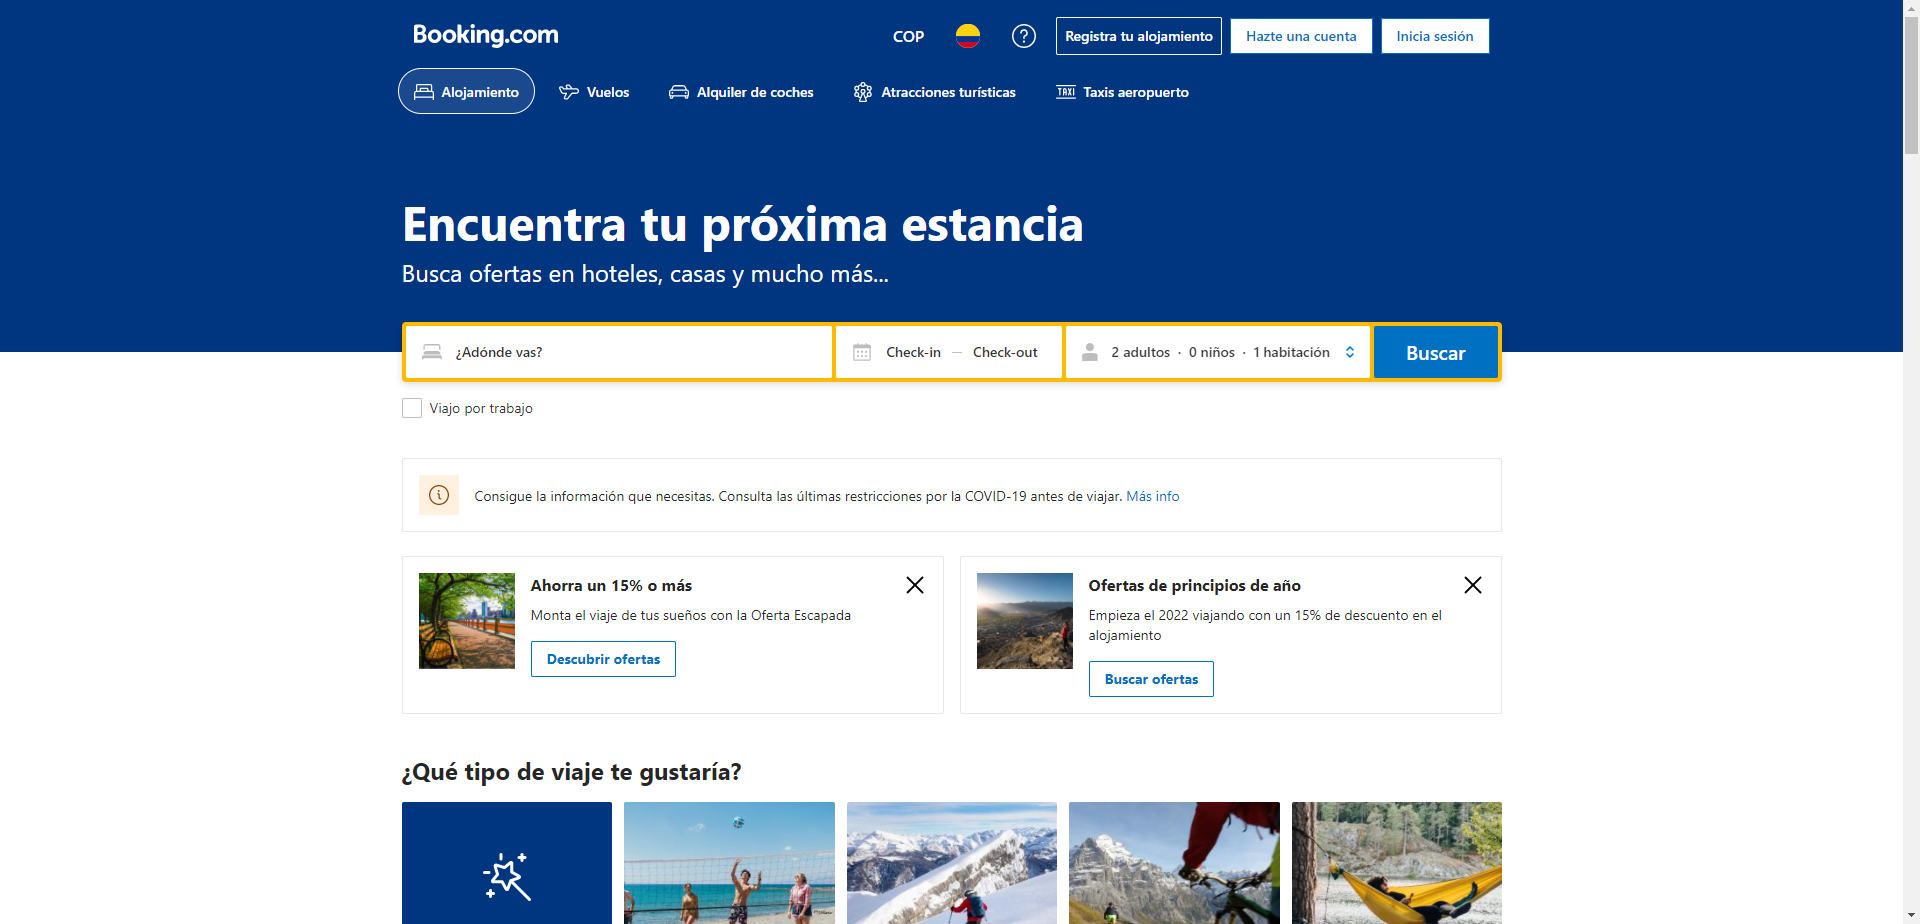 Booking.com
COP
Registra tu alojamiento
Hazte una cuenta
Inicia sesión
Alojamiento
Vuelos
Alquiler de coches
Atracciones turísticas
TAXI
Taxis aeropuerto
Encuentra tu próxima estancia
Busca ofertas en hoteles, casas y mucho más...
¿Adónde vas?
Check-in — Check-out
2 adultos · 0 niños · 1 habitación
Buscar
Viajo por trabajo
Consigue la información que necesitas. Consulta las últimas restricciones por la COVID-19 antes de viajar. Más info
Ahorra un 15% o más
Monta el viaje de tus sueños con la Oferta Escapada
Descubrir ofertas
Ofertas de principios de año
Empieza el 2022 viajando con un 15% de descuento en el
alojamiento
Buscar ofertas
¿Qué tipo de viaje te gustaría?